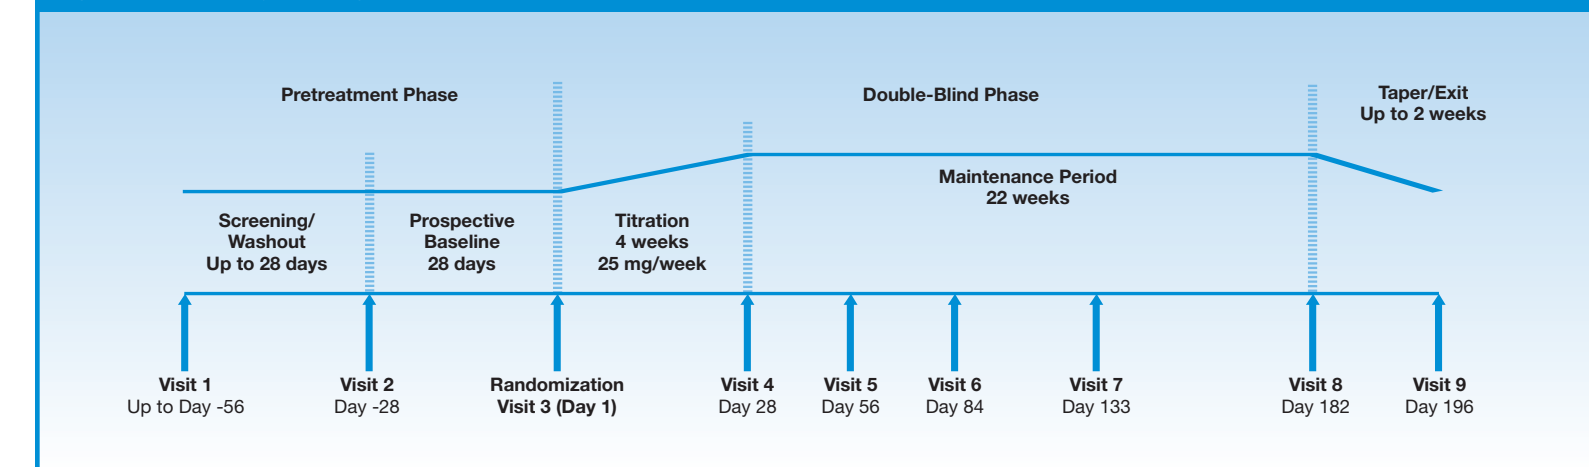 Pretreatment Phase
Double-Blind Phase
Taper/Exit
Up to 2 weeks
Maintenance Period
22 weeks
Screening/
Washout
Up to 28 days
Prospective
Baseline
28 days
Titration
4 weeks
25 mg/week
Visit 1
Up to Day -56
Visit 2
Day -28
Randomization
Visit 3 (Day 1)
Visit 4
Day 28
Visit 5
Day 56
Visit 6
Day 84
Visit 7
Day 133
Visit 8
Day 182
Visit 9
Day 196